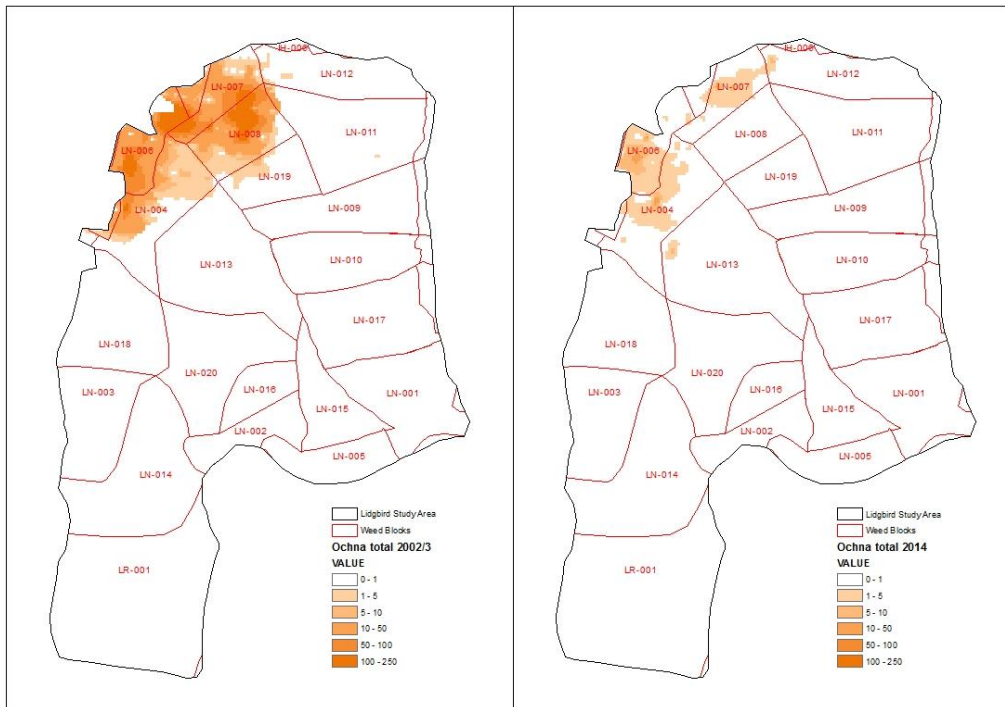 IH-006
LN-012
LN-007
LN-011
LN-008
LN-006
LN-019
LN-004
LN-009
LN-013
LN-010
LN-017
LN-018
LN-020
LN-003
LN-016
LN-001
LN-015
LN-002
LN-005
LN-014
LR-001
Lidgbird Study Area
Weed Blocks
Ochna total 2002/3
VALUE
0 - 1
1 - 5
5 - 10
10 - 50
50 - 100
100 - 250
IH-006
LN-012
LN-007
LN-011
LN-008
LN-006
LN-019
LN-004
LN-009
LN-013
LN-010
LN-017
LN-018
LN-020
LN-003
LN-016
LN-001
LN-015
LN-002
LN-005
LN-014
LR-001
Lidgbird Study Area
Weed Blocks
Ochna total 2014
VALUE
0 - 1
1 - 5
5 - 10
10 - 50
50 - 100
100 - 250